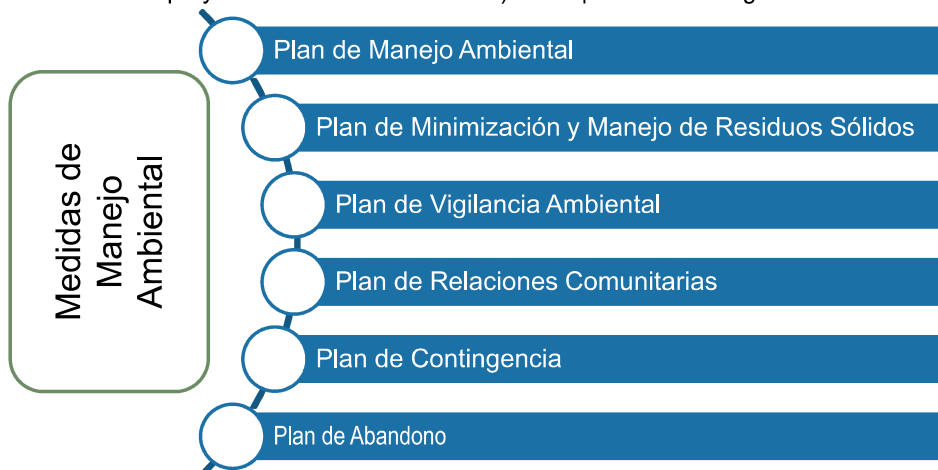 Medidas de
Manejo
Ambiental
Plan de Manejo Ambiental
Plan de Minimización y Manejo de Residuos Sólidos
Plan de Vigilancia Ambiental
Plan de Relaciones Comunitarias
Plan de Contingencia
Plan de Abandono